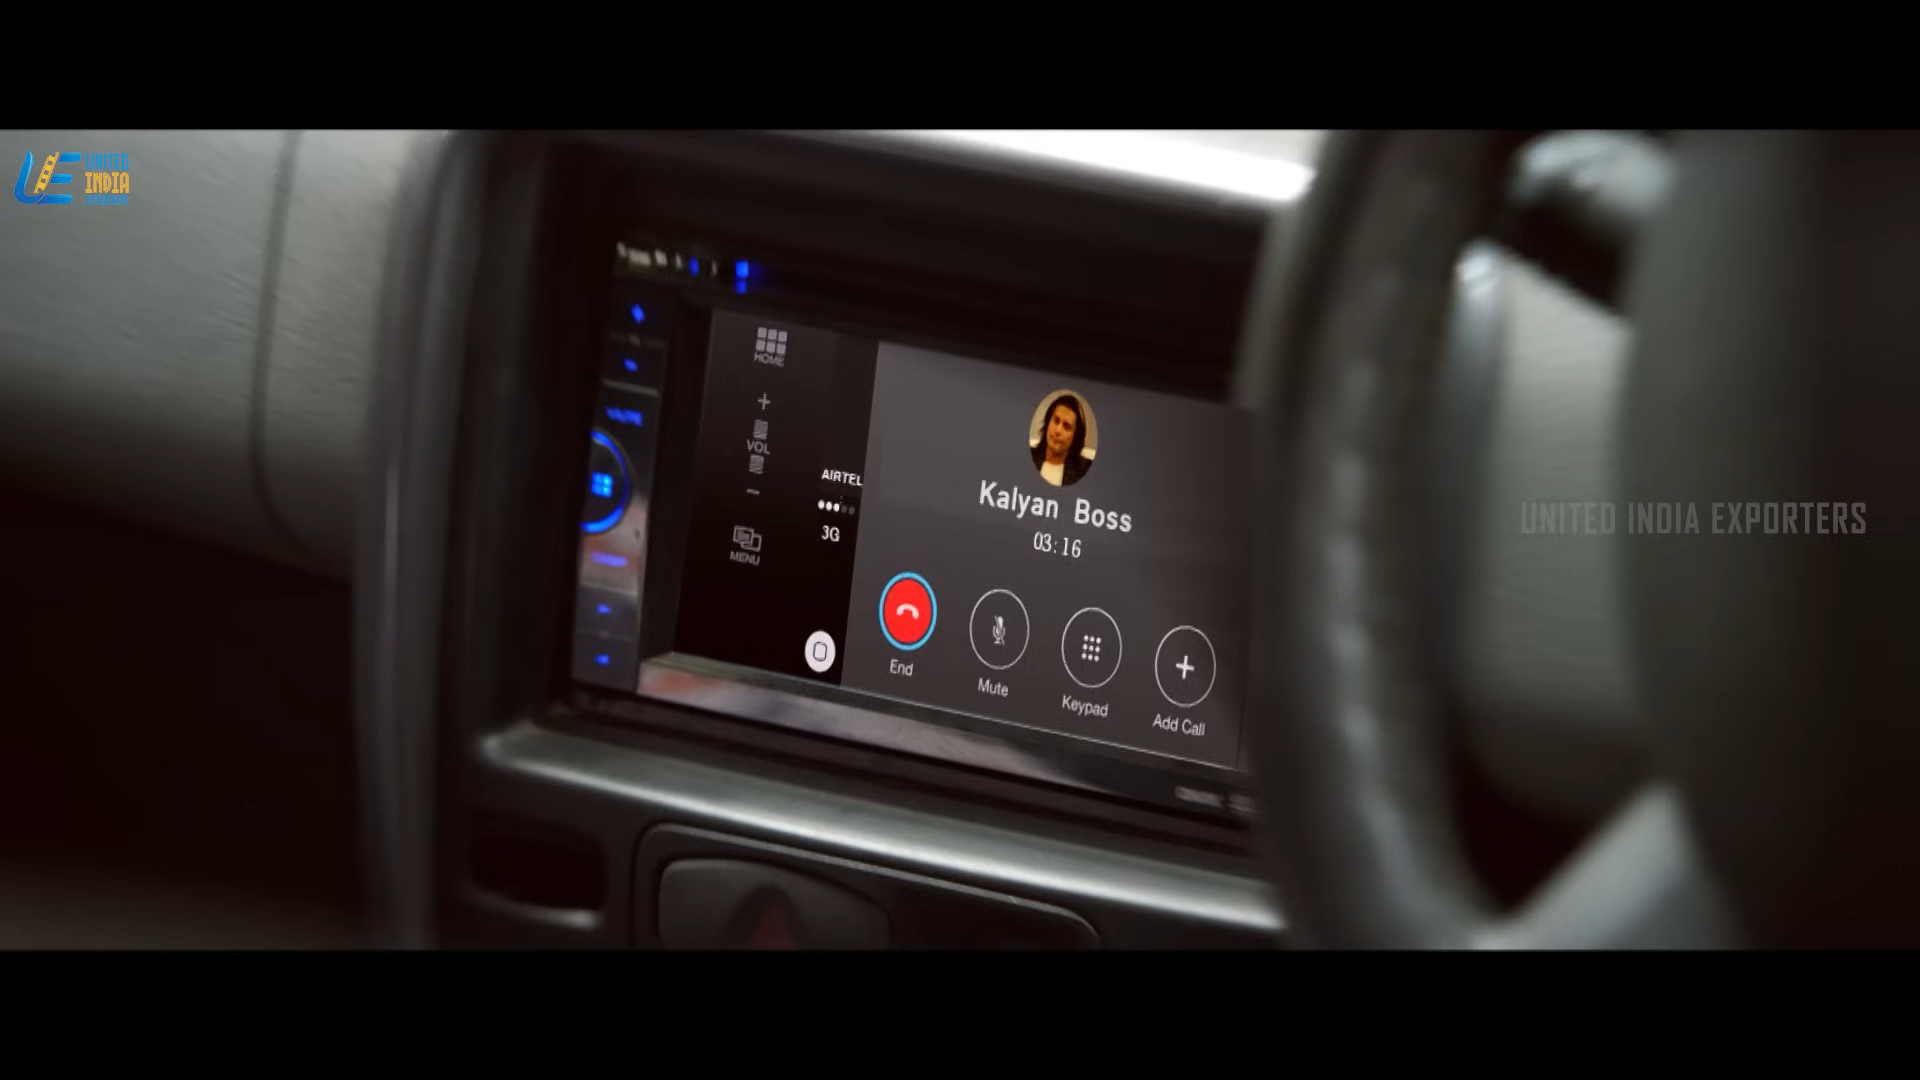 UNITED
INDIA
EXPORTERS
HOME
VOL
MENU
AIRTEL
3G
Kalyan Boss
03:16
End
Mute
Keypad
Add Call
UNITED INDIA EXPORTERS